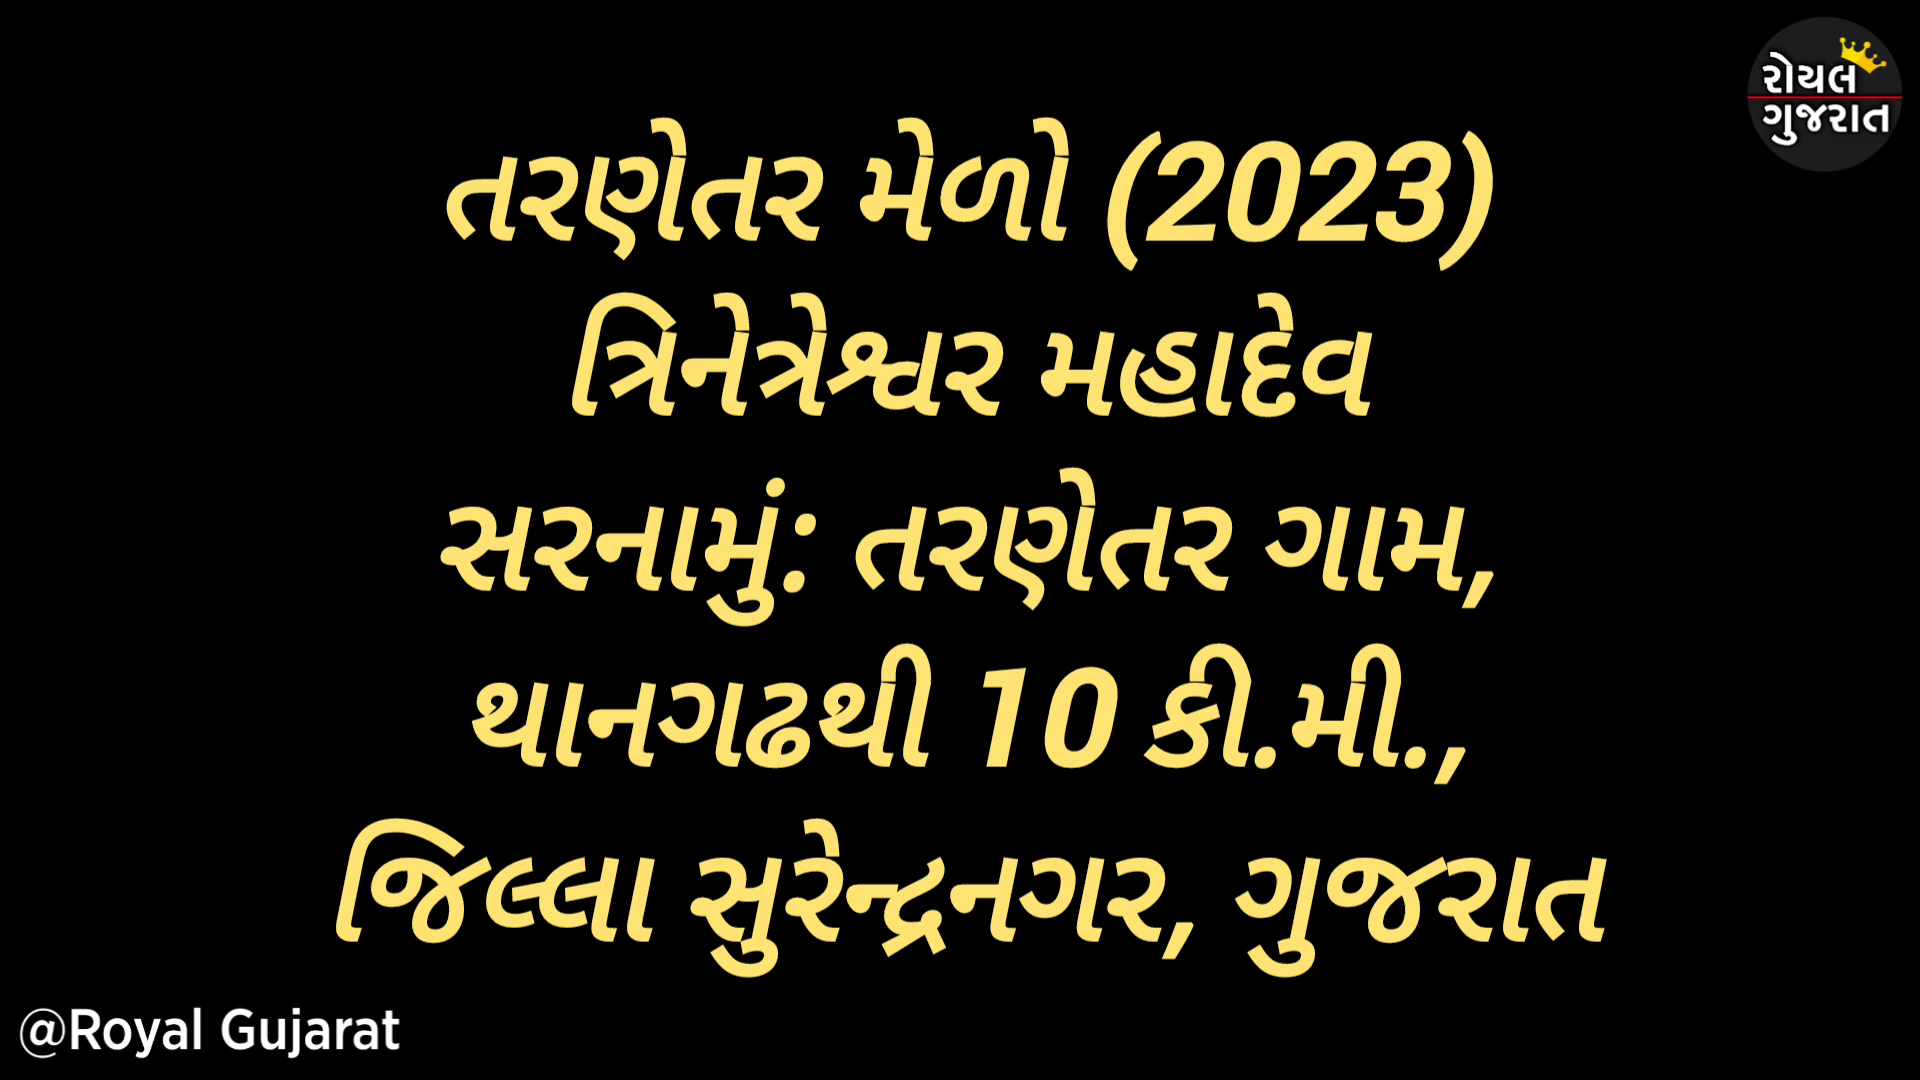 રોયલ
ગુજરાત
તરણેતર મેળો (2023)
ત્રિનેત્રેશ્વર મહાદેવ
સરનામું: તરણેતર ગામ,
થાનગઢથી 10 કી.મી.,
જિલ્લા સુરેન્દ્રનગર, ગુજરાત
@Royal Gujarat